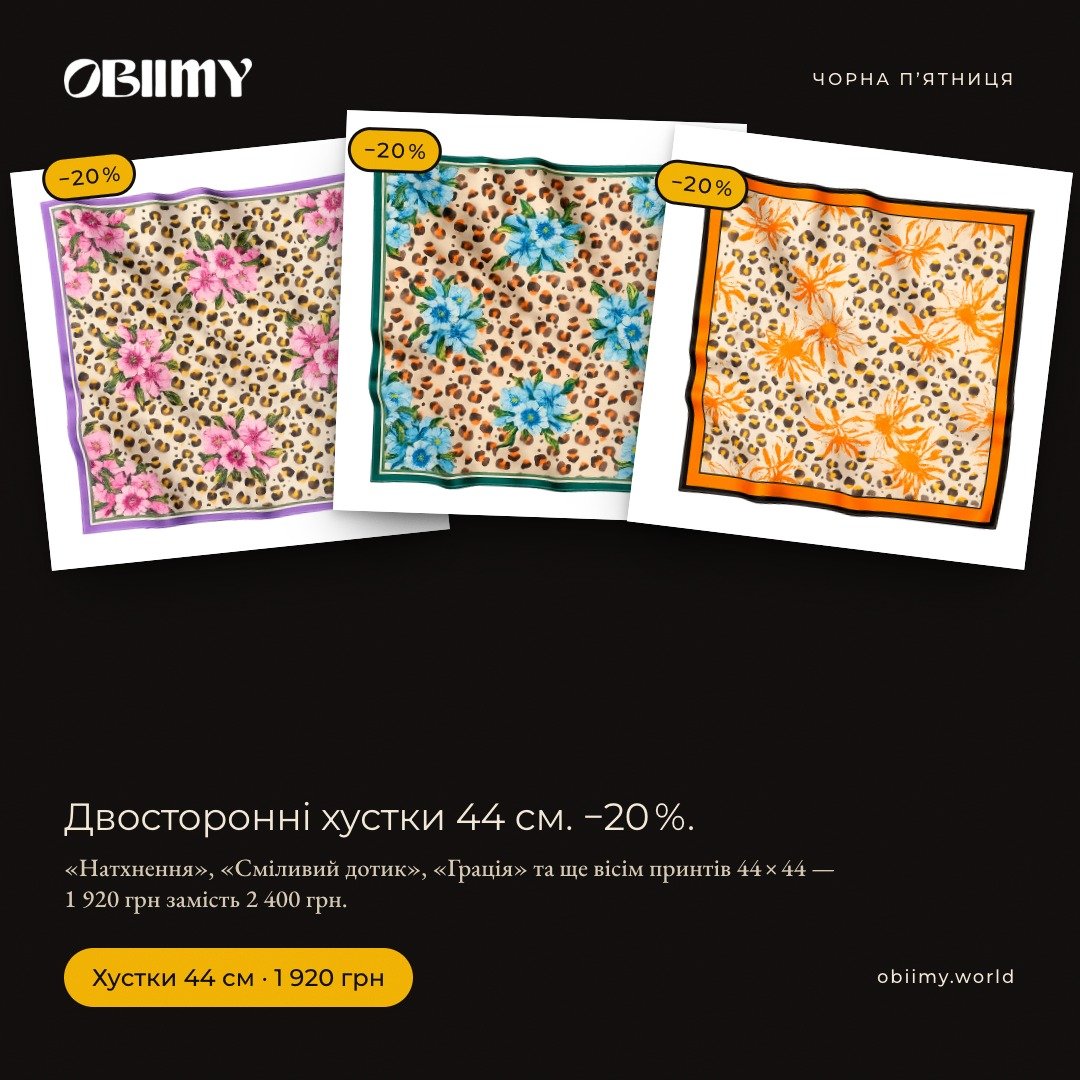 OBIIMY
ЧОРНА П’ЯТНИЦЯ
−20%
−20%
−20%
Двосторонні хустки 44 см. −20%.
«Натхнення», «Сміливий дотик», «Грація» та ще вісім принтів 44×44 —
1 920 грн замість 2 400 грн.
Хустки 44 см · 1 920 грн
obiimy.world